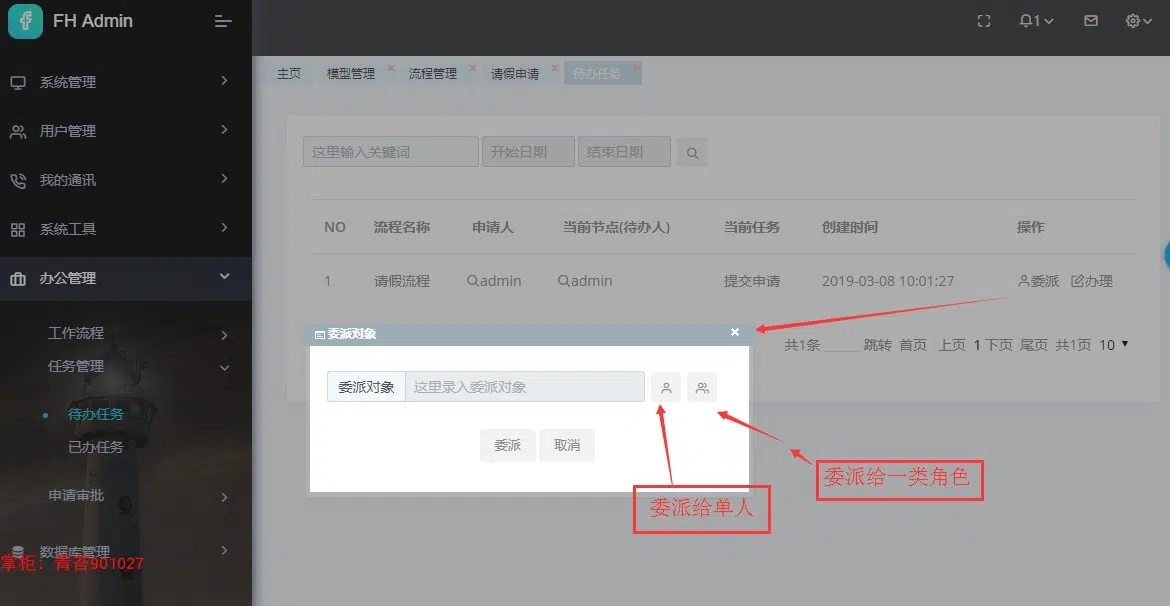 FH Admin
1
系统管理
用户管理
我的通讯
系统工具
办公管理
工作流程
任务管理
待办任务
已办任务
申请审批
数据库管理
掌柜：青苔901027
主页 模型管理 流程管理 请假申请 待办任务
这里输入关键词 开始日期 结束日期
NO 流程名称 申请人 当前节点(待办人) 当前任务 创建时间 操作
1 请假流程 admin admin 提交申请 2019-03-08 10:01:27 委派 办理
共1条 跳转 首页 上页 1 下页 尾页 共1页 10
委派对象
委派对象 这里录入委派对象
委派 取消
委派给一类角色
委派给单人